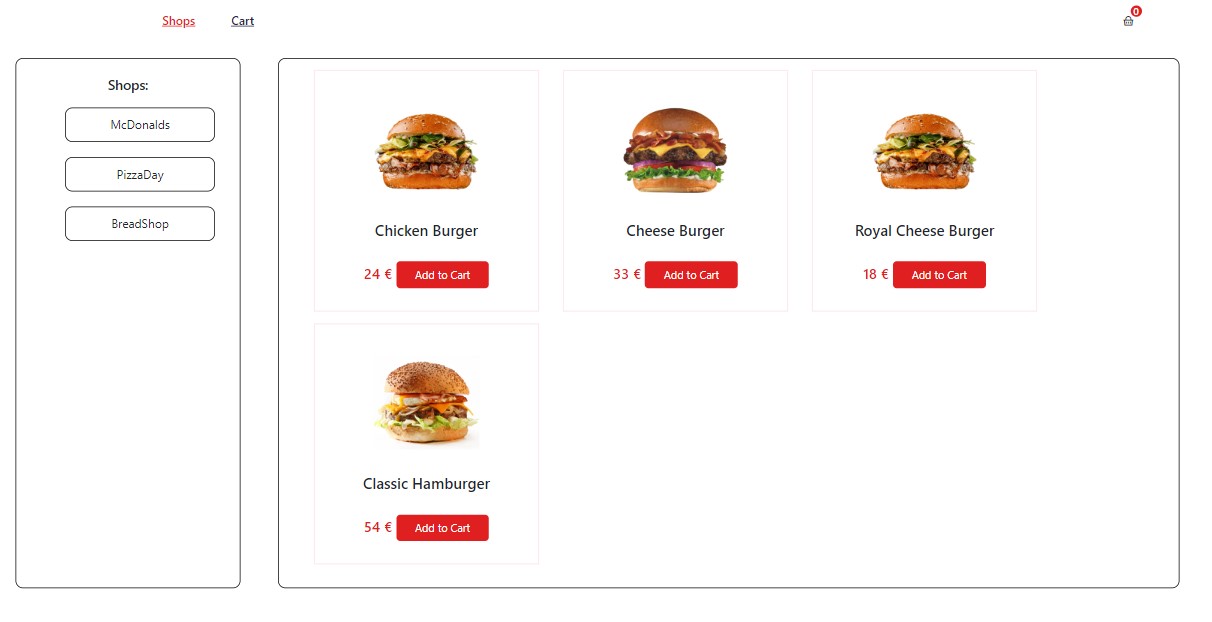 Shops
Cart
0
Shops:
McDonalds
PizzaDay
BreadShop
Chicken Burger
24 € Add to Cart
Cheese Burger
33 € Add to Cart
Royal Cheese Burger
18 € Add to Cart
Classic Hamburger
54 € Add to Cart